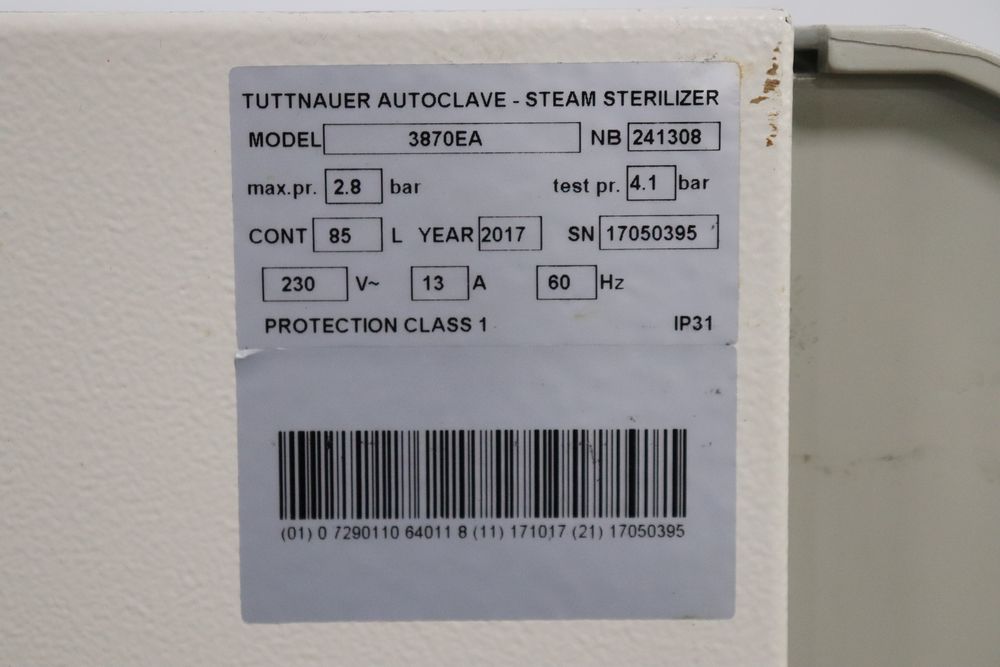 TUTTNAUER AUTOCLAVE - STEAM STERILIZER
MODEL 3870EA NB 241308
max.pr. 2.8 bar test pr. 4.1 bar
CONT 85 L YEAR 2017 SN 17050395
230 V~ 13 A 60 Hz
PROTECTION CLASS 1 IP31
(01) 0 7290110 64011 8 (11) 171017 (21) 17050395